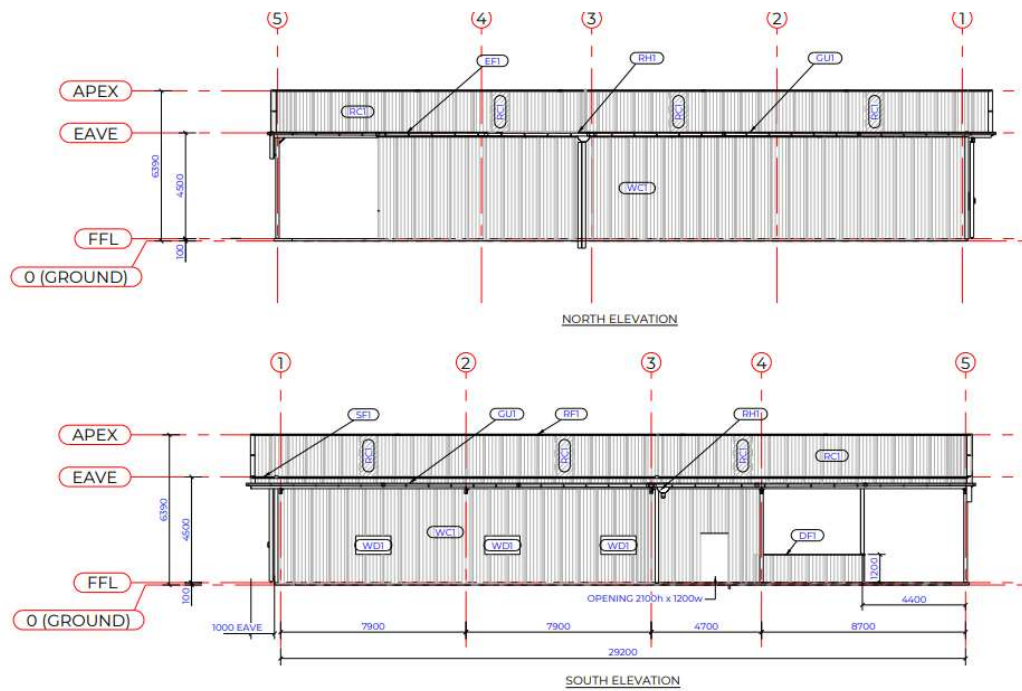 5 4 3 2 1
EF1 RH1 GU1
APEX
RC1 RC1 RC1 RC1
EAVE
6390
4500
WC1
FFL
100
0 (GROUND)
NORTH ELEVATION
1 2 3 4 5
SF1 GU1 RF1 RH1
APEX
RC1 RC1 RC1 RC1
EAVE
6390
4500
WC1
WD1 WD1 WD1 DF1
1200
FFL
100
0 (GROUND)
OPENING 2100h x 1200w
4400
1000 EAVE
7900 7900 4700 8700
29200
SOUTH ELEVATION